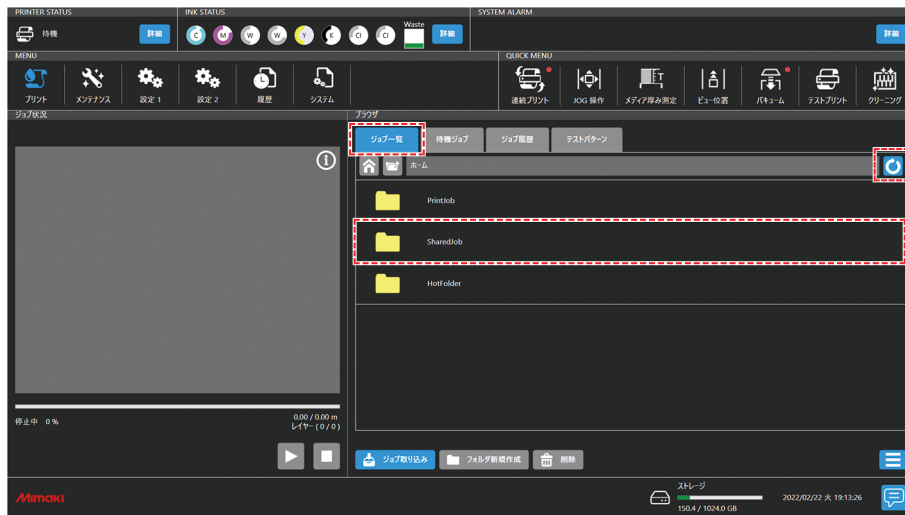 PRINTER STATUS
INK STATUS
SYSTEM ALARM
待機
詳細
C M W W Y K Cl Cl
Waste
詳細
詳細
MENU
QUICK MENU
プリント
メンテナンス
設定 1
設定 2
履歴
システム
連続プリント
JOG 操作
メディア厚み測定
ビュー位置
バキューム
テストプリント
クリーニング
ジョブ状況
ブラウザ
ジョブ一覧
待機ジョブ
ジョブ履歴
テストパターン
ホーム
PrintJob
SharedJob
HotFolder
停止中 0 %
0.00 / 0.00 m
レイヤー ( 0 / 0 )
ジョブ取り込み
フォルダ新規作成
削除
Mimaki
ストレージ
150.4 / 1024.0 GB
2022/02/22 火 19:13:26